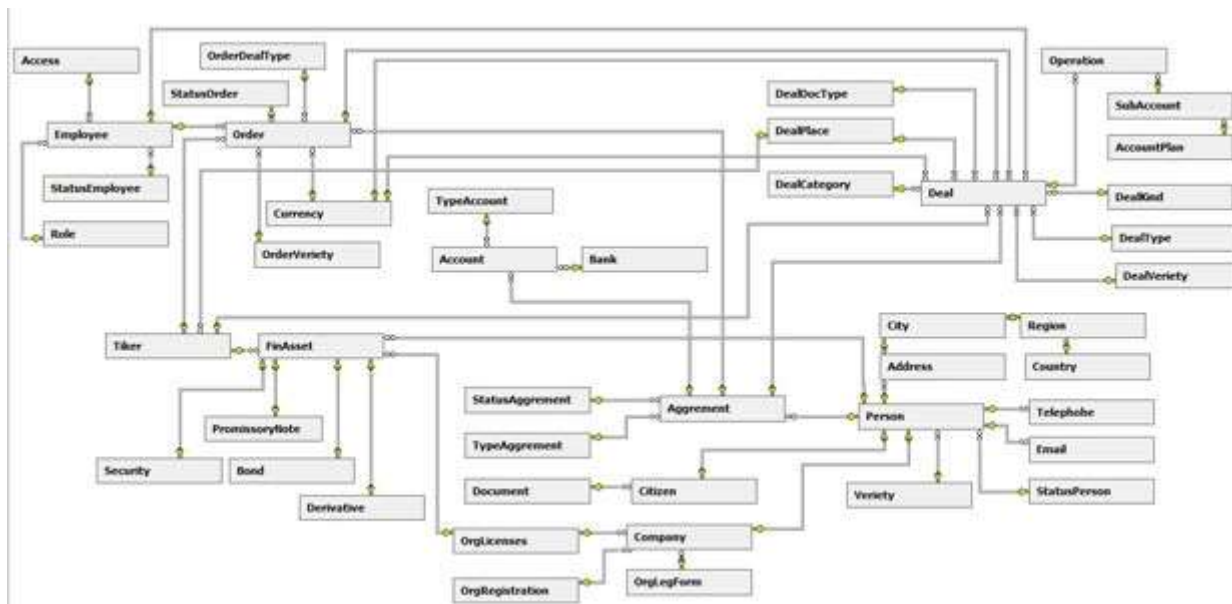 Access
OrderDealType
StatusOrder
Employee
Order
StatusEmployee
Role
Currency
OrderVeriety
TypeAccount
Account
Bank
DealDocType
DealPlace
DealCategory
Deal
Operation
SubAccount
AccountPlan
DealKind
DealType
DealVeriety
Tiker
FinAsset
PromissoryNote
Security
Bond
Derivative
City
Region
Address
Country
StatusAggrement
Aggrement
Person
Telephobe
TypeAggrement
Email
Document
Citizen
Veriety
StatusPerson
OrgLicenses
Company
OrgRegistration
OrgLegForm